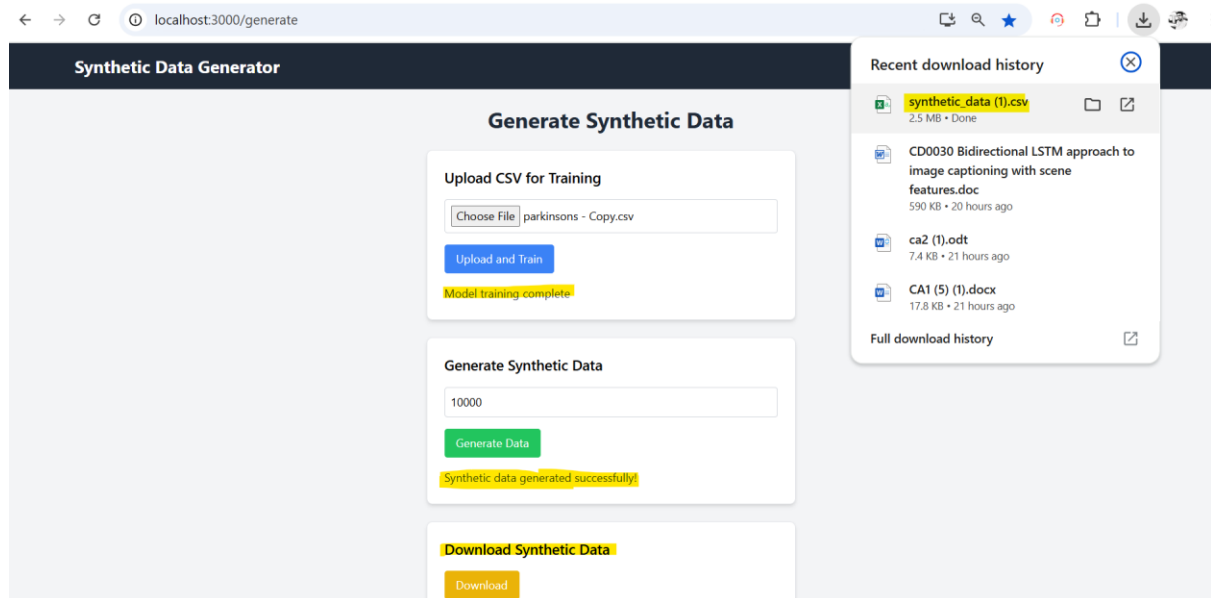 localhost:3000/generate
Synthetic Data Generator
Generate Synthetic Data
Upload CSV for Training
Choose File parkinsons - Copy.csv
Upload and Train
Model training complete
Generate Synthetic Data
10000
Generate Data
Synthetic data generated successfully!
Download Synthetic Data
Download
Recent download history
synthetic_data (1).csv
2.5 MB • Done
CD0030 Bidirectional LSTM approach to
image captioning with scene
features.doc
590 KB • 20 hours ago
ca2 (1).odt
7.4 KB • 21 hours ago
CA1 (5) (1).docx
17.8 KB • 21 hours ago
Full download history